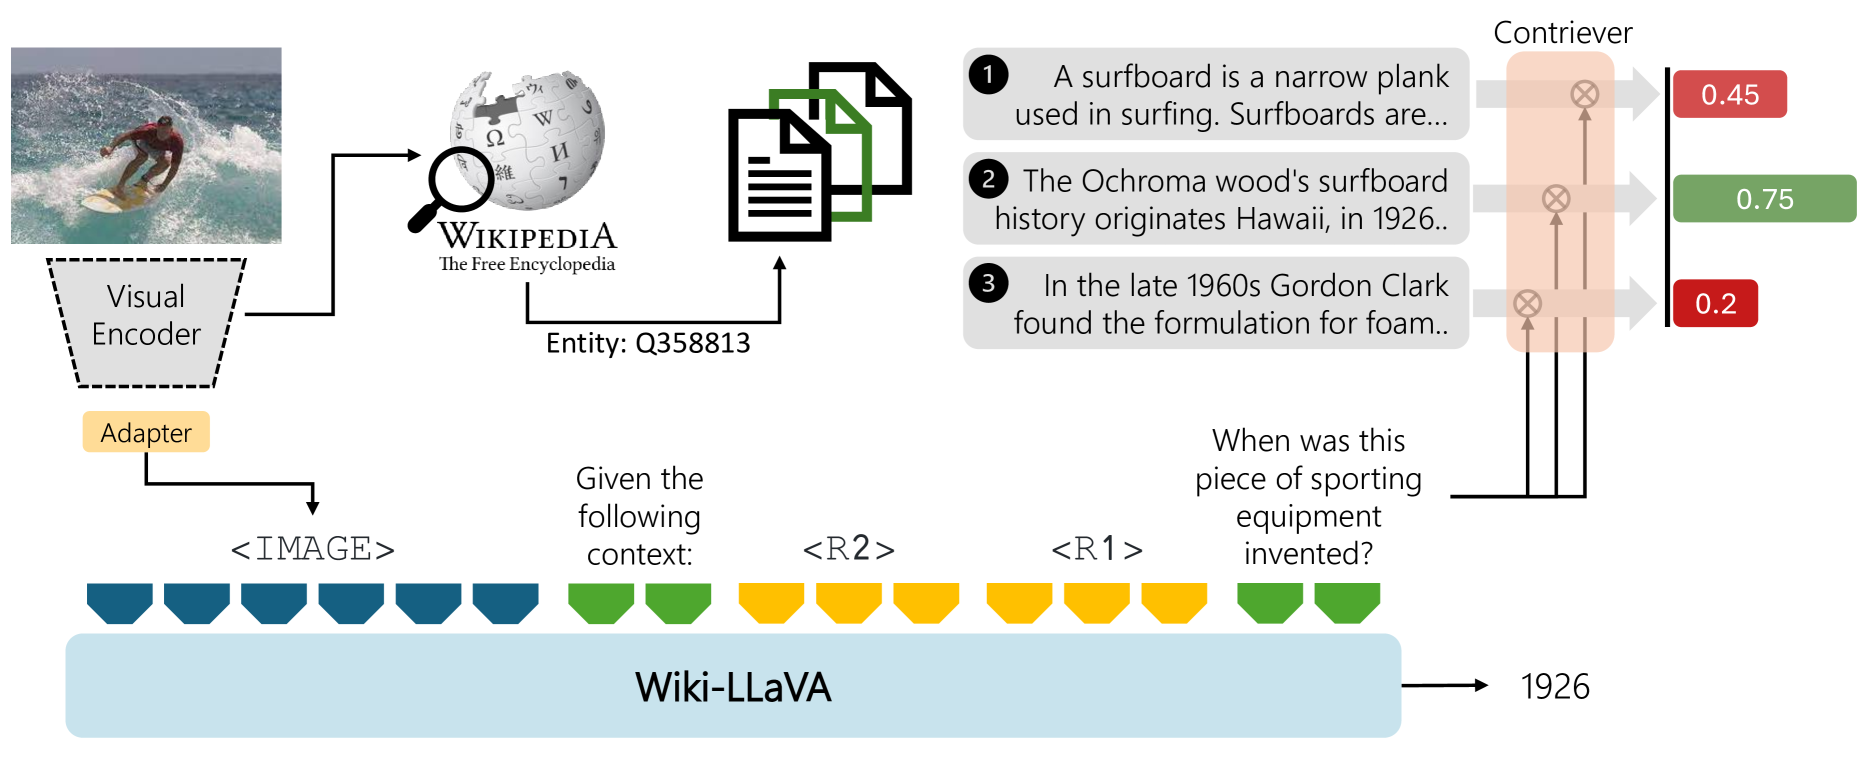 Contriever
1 A surfboard is a narrow plank
used in surfing. Surfboards are...
0.45
2 The Ochroma wood's surfboard
history originates Hawaii, in 1926..
0.75
3 In the late 1960s Gordon Clark
found the formulation for foam..
0.2
Ω W И 維
WIKIPEDIA
The Free Encyclopedia
Entity: Q358813
Visual
Encoder
Adapter
<IMAGE>
Given the
following
context:
<R2>
<R1>
When was this
piece of sporting
equipment
invented?
Wiki-LLaVA
1926